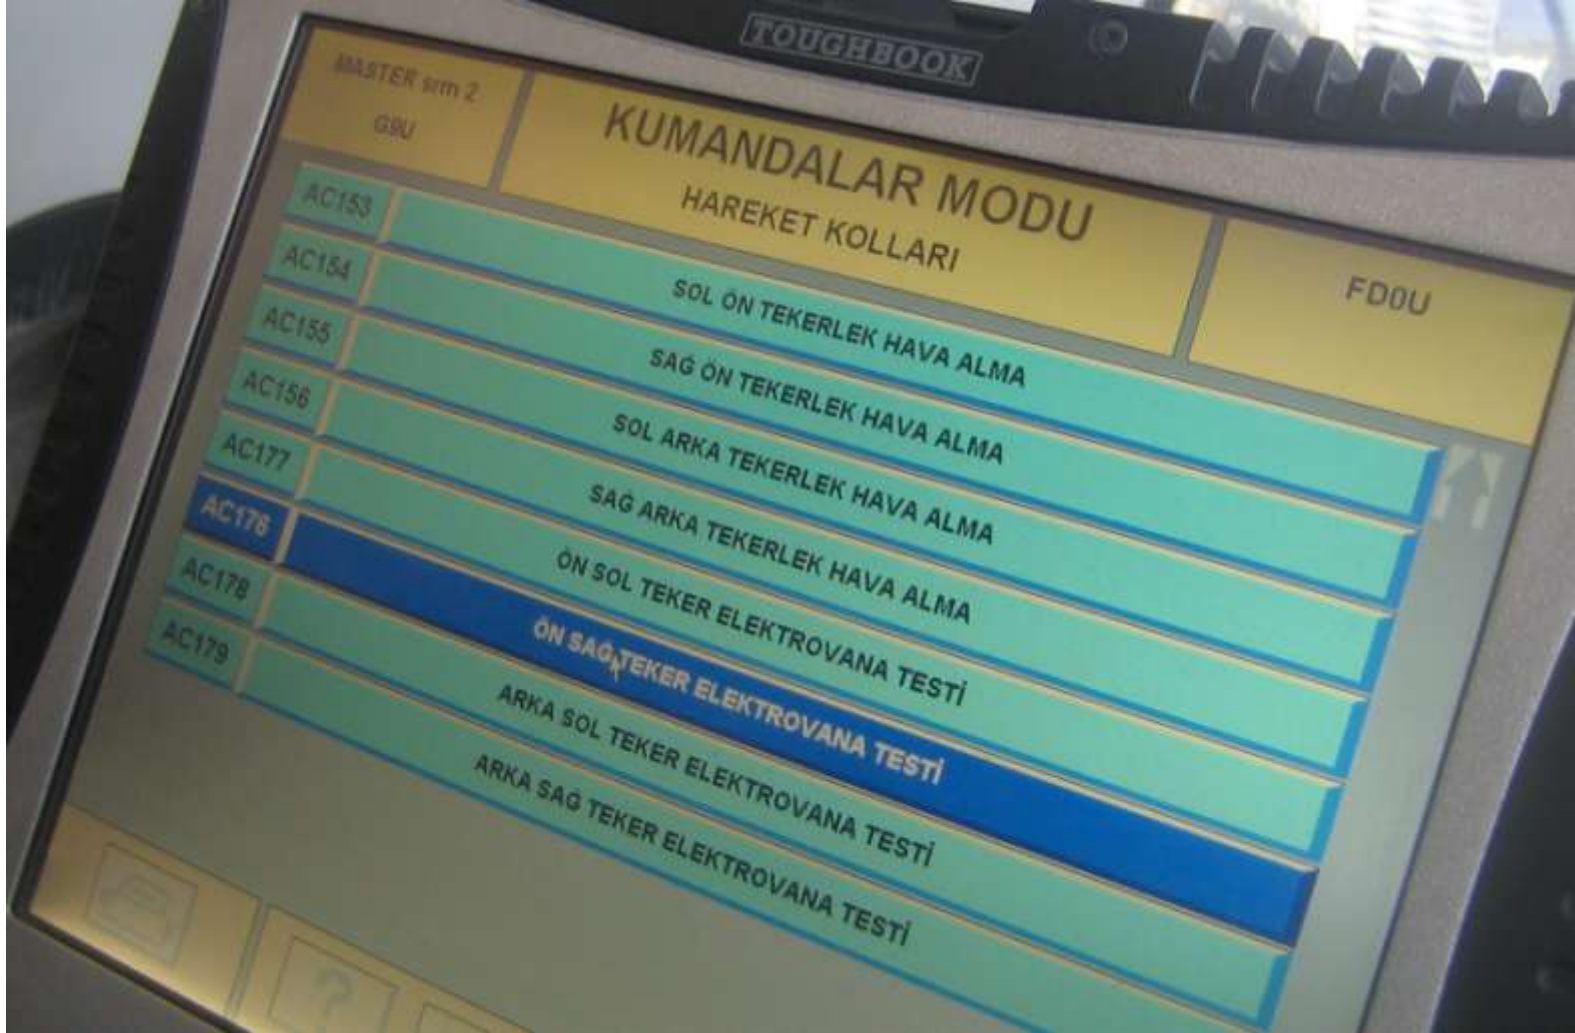 TOUGHBOOK
MASTER srm 2
G9U
KUMANDALAR MODU
HAREKET KOLLARI
FD0U
AC153 SOL ÖN TEKERLEK HAVA ALMA
AC154 SAĞ ÖN TEKERLEK HAVA ALMA
AC155 SOL ARKA TEKERLEK HAVA ALMA
AC156 SAĞ ARKA TEKERLEK HAVA ALMA
AC177 ÖN SOL TEKER ELEKTROVANA TESTİ
AC176 ÖN SAĞ TEKER ELEKTROVANA TESTİ
AC178 ARKA SOL TEKER ELEKTROVANA TESTİ
AC179 ARKA SAĞ TEKER ELEKTROVANA TESTİ
?